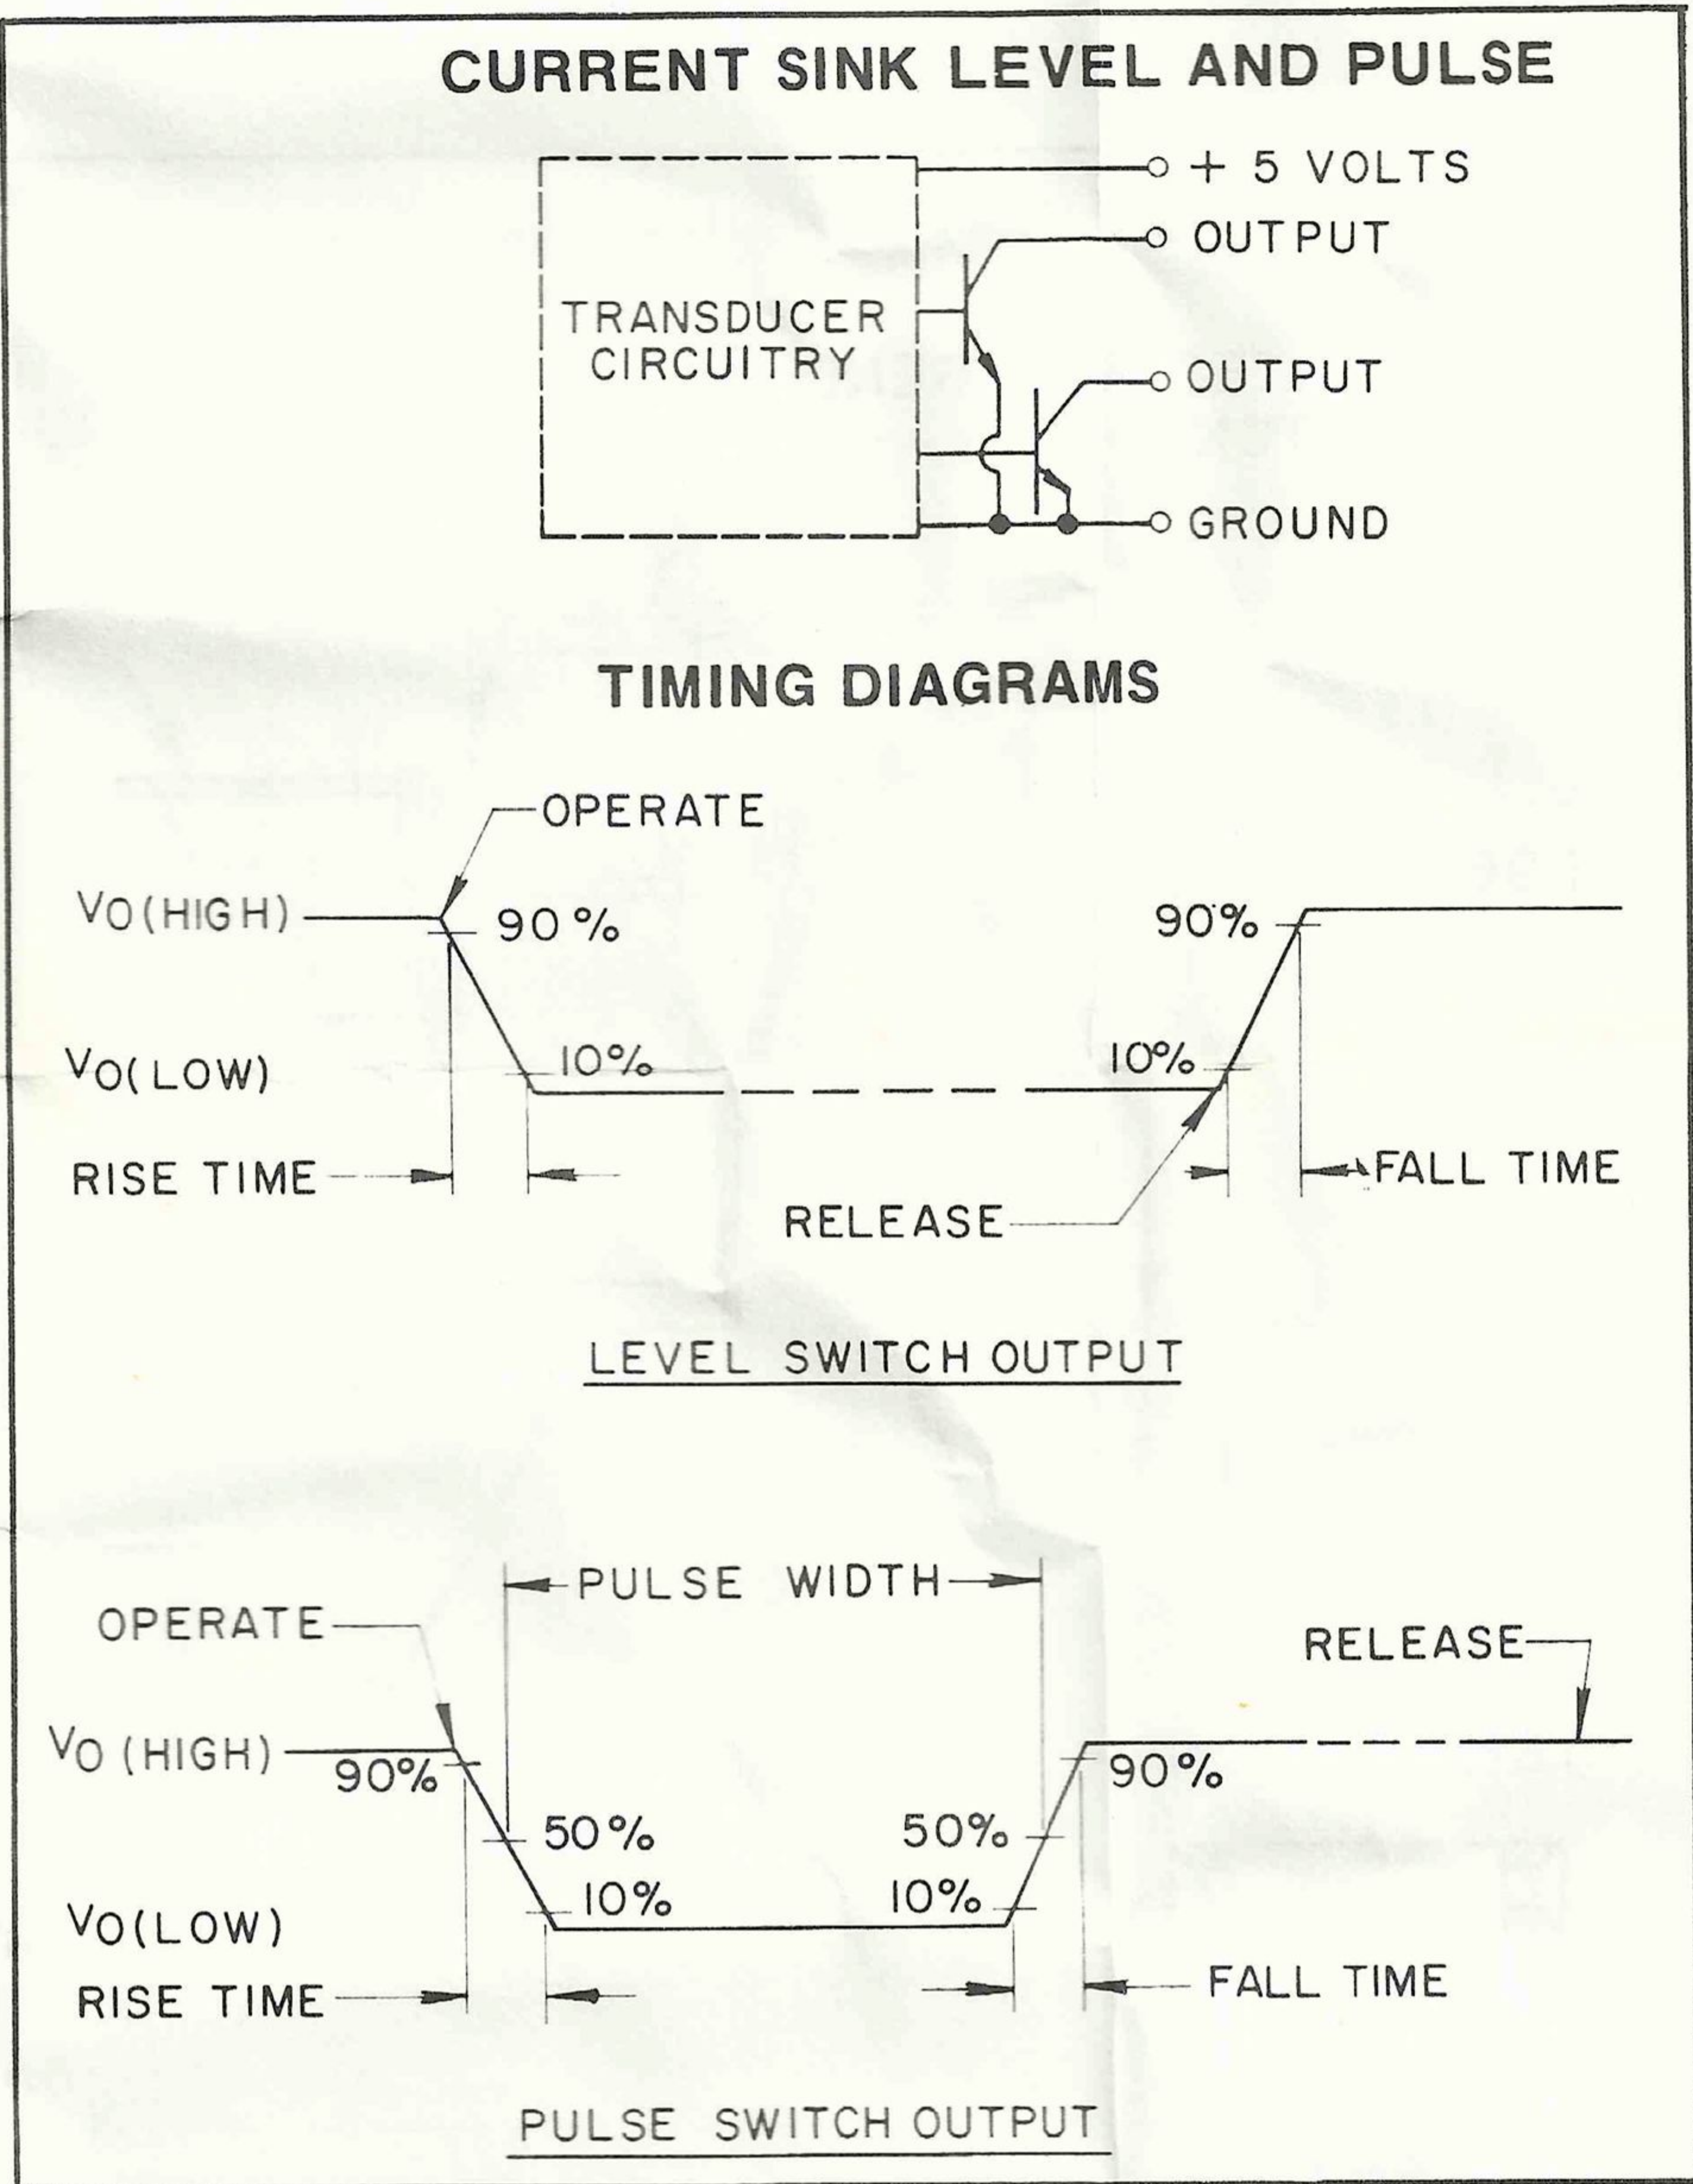 CURRENT SINK LEVEL AND PULSE
+ 5 VOLTS
OUTPUT
TRANSDUCER
CIRCUITRY
OUTPUT
GROUND
TIMING DIAGRAMS
OPERATE
VO(HIGH)
90%
90%
VO(LOW)
10%
10%
RISE TIME
FALL TIME
RELEASE
LEVEL SWITCH OUTPUT
PULSE WIDTH
OPERATE
RELEASE
VO (HIGH)
90%
90%
50%
50%
10%
10%
VO(LOW)
RISE TIME
FALL TIME
PULSE SWITCH OUTPUT